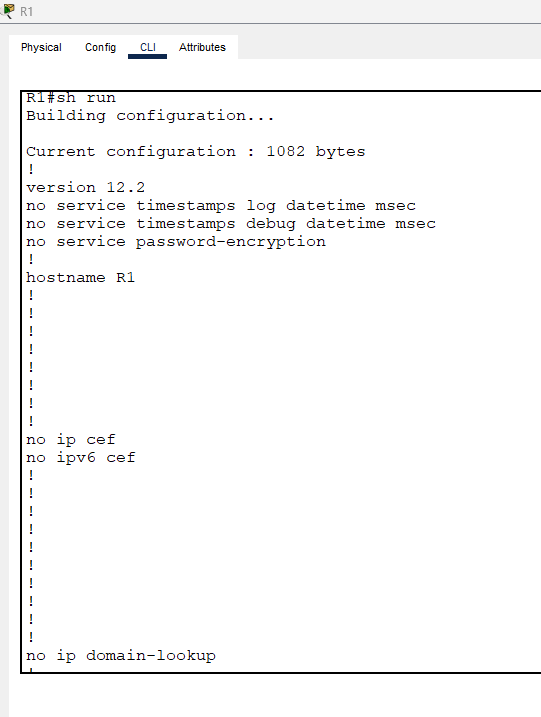 R1
Physical Config CLI Attributes
R1#sh run
Building configuration...
Current configuration : 1082 bytes
!
version 12.2
no service timestamps log datetime msec
no service timestamps debug datetime msec
no service password-encryption
!
hostname R1
!
!
!
!
!
!
!
!
no ip cef
no ipv6 cef
!
!
!
!
!
!
!
!
!
!
no ip domain-lookup
!